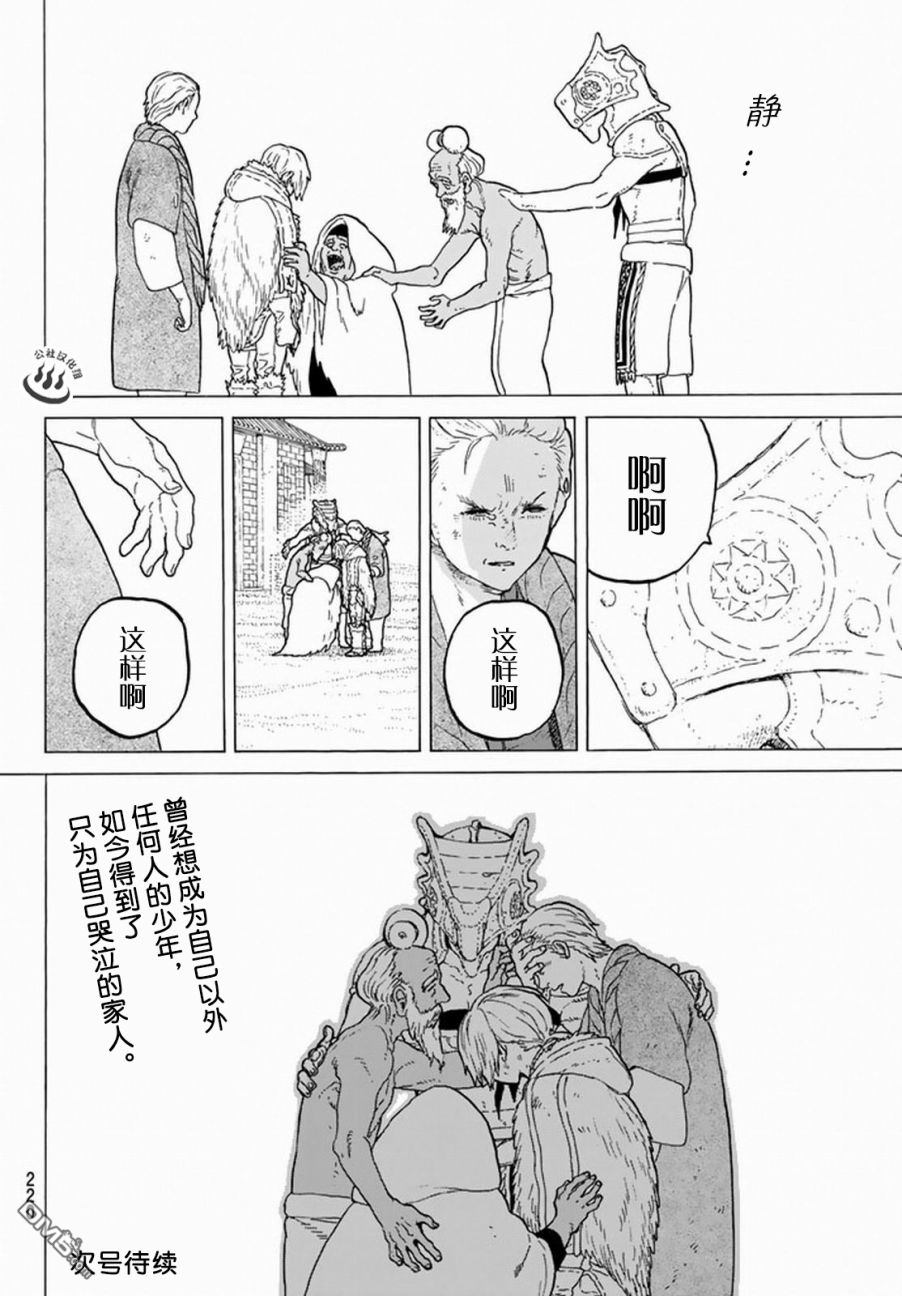 静…
公社汉化组
啊啊
这样啊
这样啊
曾经想成为自己以外
任何人的少年，
如今得到了
只为自己哭泣的家人。
229
次号待续